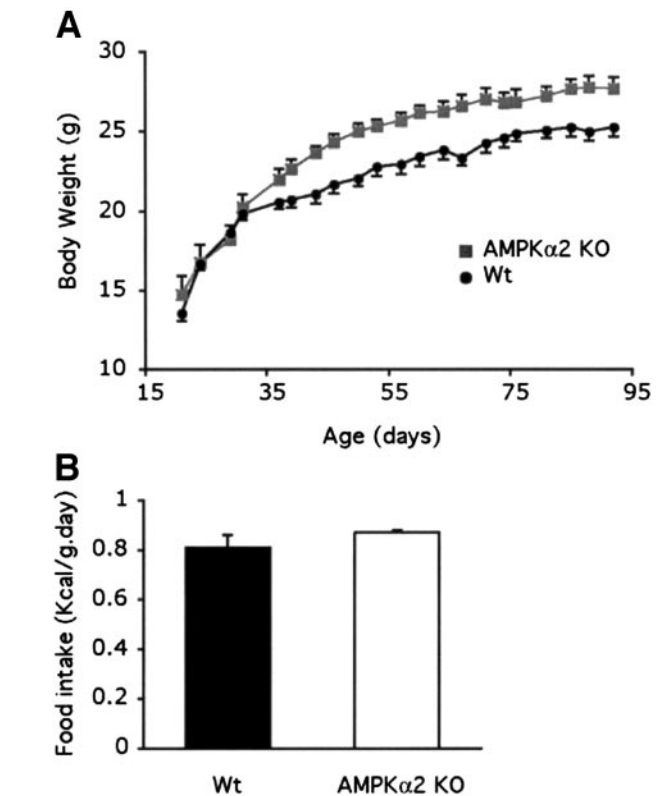 A
30
25
20
15
10
Body Weight (g)
AMPKα2 KO
Wt
15 35 55 75 95
Age (days)
B
1
0.8
0.6
0.4
0.2
0
Food intake (Kcal/g.day)
Wt AMPKα2 KO